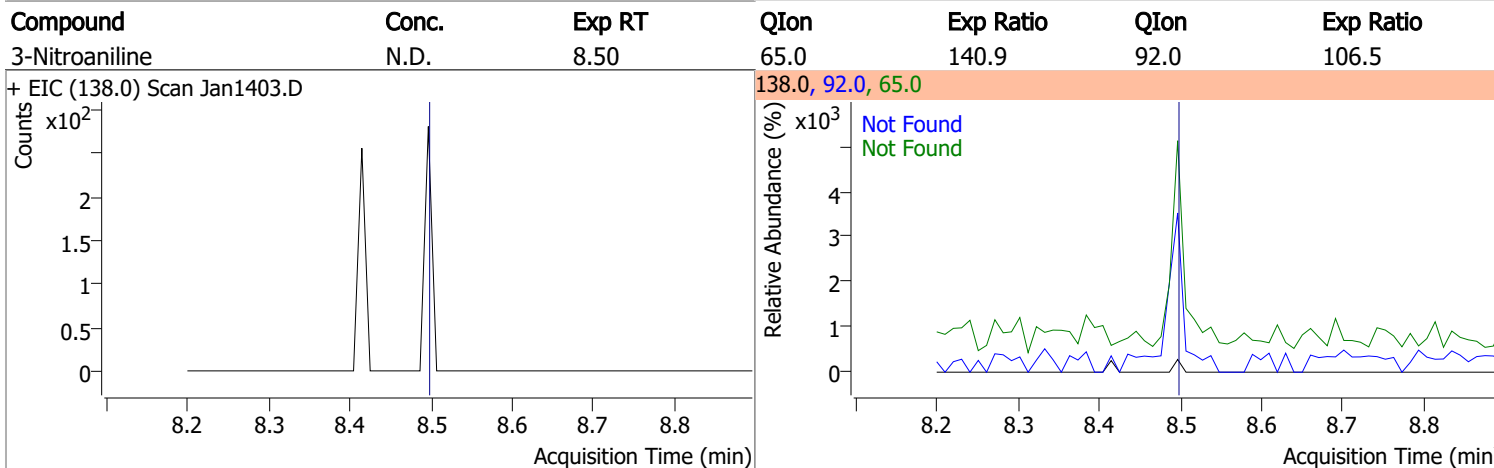 Compound Conc. Exp RT QIon Exp Ratio QIon Exp Ratio
3-Nitroaniline N.D. 8.50 65.0 140.9 92.0 106.5
+ EIC (138.0) Scan Jan1403.D
Counts
x10²
2
1.5
1
0.5
0
8.2 8.3 8.4 8.5 8.6 8.7 8.8
Acquisition Time (min)
138.0, 92.0, 65.0
Relative Abundance (%)
x10³
Not Found
Not Found
4
3
2
1
0
8.2 8.3 8.4 8.5 8.6 8.7 8.8
Acquisition Time (min